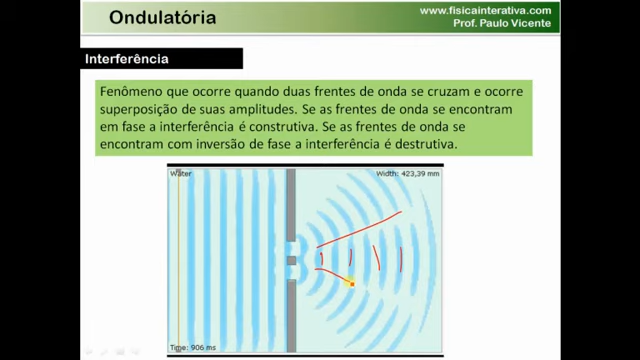 Ondulatória
www.fisicainterativa.com
Prof. Paulo Vicente
Interferência
Fenômeno que ocorre quando duas frentes de onda se cruzam e ocorre
superposição de suas amplitudes. Se as frentes de onda se encontram
em fase a interferência é construtiva. Se as frentes de onda se
encontram com inversão de fase a interferência é destrutiva.
Water
Width: 423,39 mm
Time: 906 ms